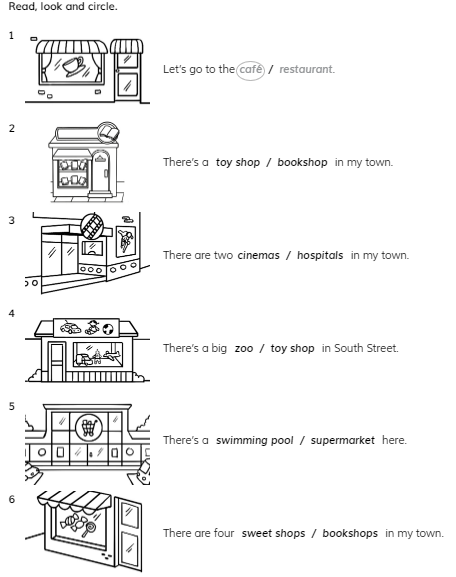 Read, look and circle.
1
Let's go to the café / restaurant.
2
There's a toy shop / bookshop in my town.
3
There are two cinemas / hospitals in my town.
4
There's a big zoo / toy shop in South Street.
5
There's a swimming pool / supermarket here.
6
There are four sweet shops / bookshops in my town.